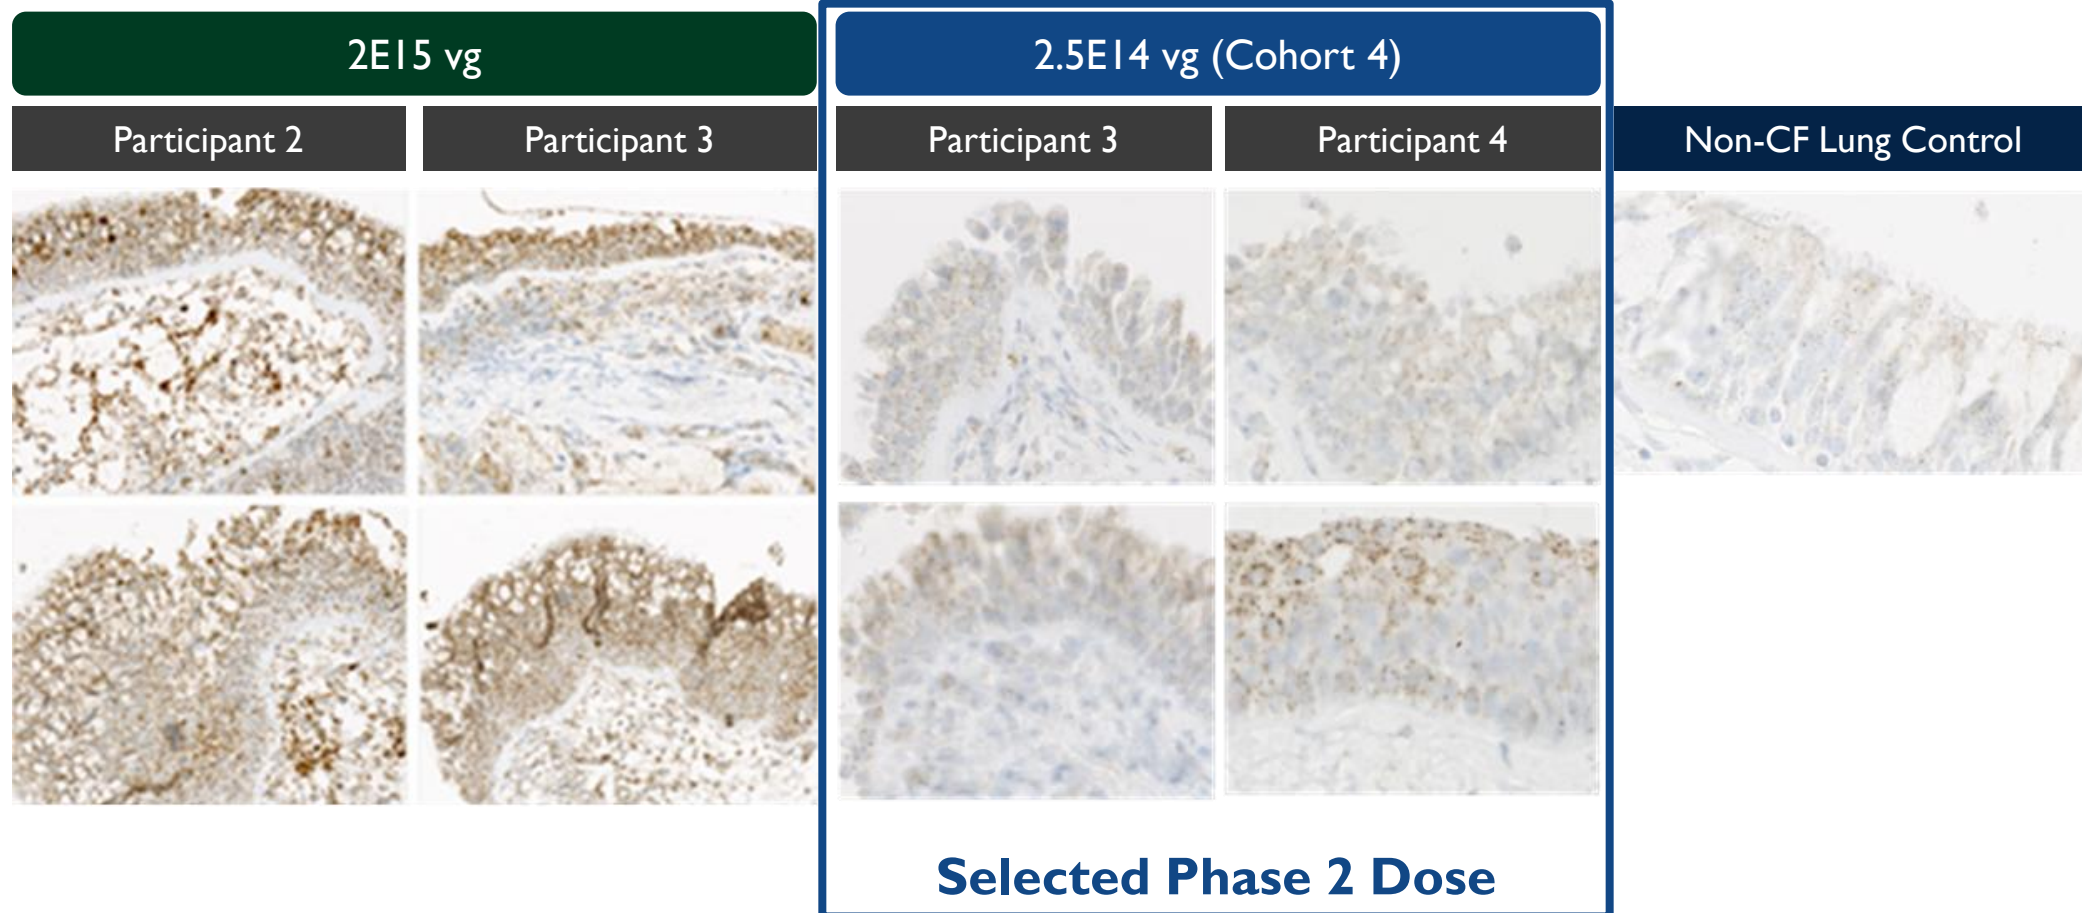 2E15 vg
2.5E14 vg (Cohort 4)
Participant 2
Participant 3
Participant 3
Participant 4
Non-CF Lung Control
Selected Phase 2 Dose